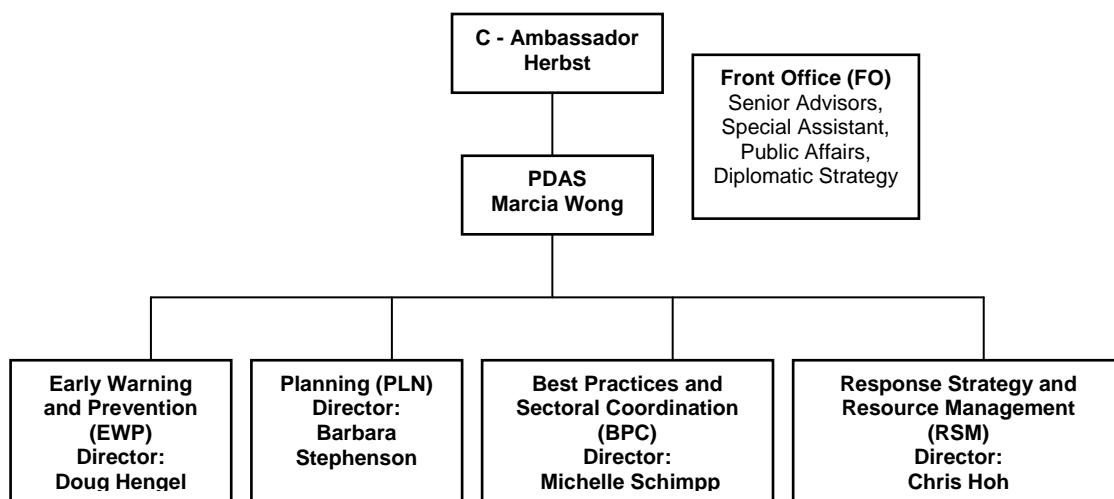 C - Ambassador
Herbst
Front Office (FO)
Senior Advisors,
Special Assistant,
Public Affairs,
Diplomatic Strategy
PDAS
Marcia Wong
Early Warning
and Prevention
(EWP)
Director:
Doug Hengel
Planning (PLN)
Director:
Barbara
Stephenson
Best Practices and
Sectoral Coordination
(BPC)
Director:
Michelle Schimpp
Response Strategy and
Resource Management
(RSM)
Director:
Chris Hoh